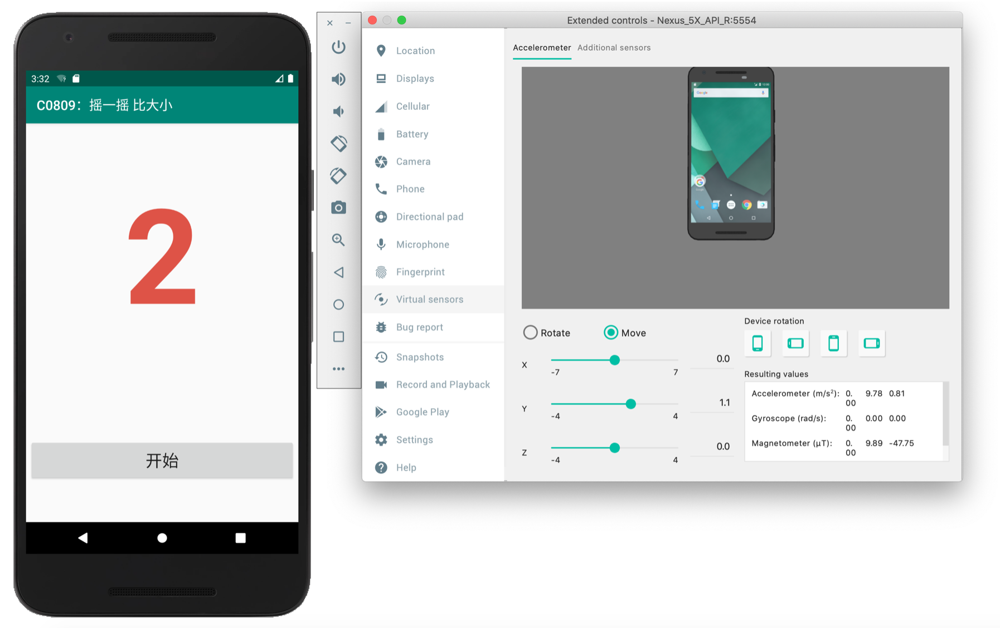 3:32
C0809：摇一摇 比大小
2
开始
Extended controls - Nexus_5X_API_R:5554
Location
Displays
Cellular
Battery
Camera
Phone
Directional pad
Microphone
Fingerprint
Virtual sensors
Bug report
Snapshots
Record and Playback
Google Play
Settings
Help
Accelerometer Additional sensors
Google
Rotate Move
X -7 7 0.0
Y -4 4 1.1
Z -4 4 0.0
Device rotation
Resulting values
Accelerometer (m/s²): 0.00 9.78 0.81
Gyroscope (rad/s): 0.00 0.00 0.00
Magnetometer (μT): 0.00 9.89 -47.75